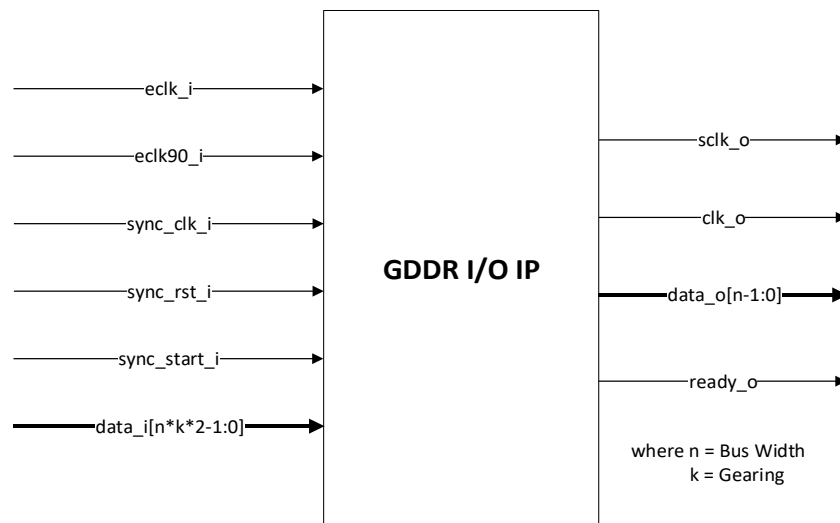 eclk_i
eclk90_i
sync_clk_i
sync_rst_i
sync_start_i
data_i[n*k*2-1:0]
GDDR I/O IP
sclk_o
clk_o
data_o[n-1:0]
ready_o
where n = Bus Width
k = Gearing